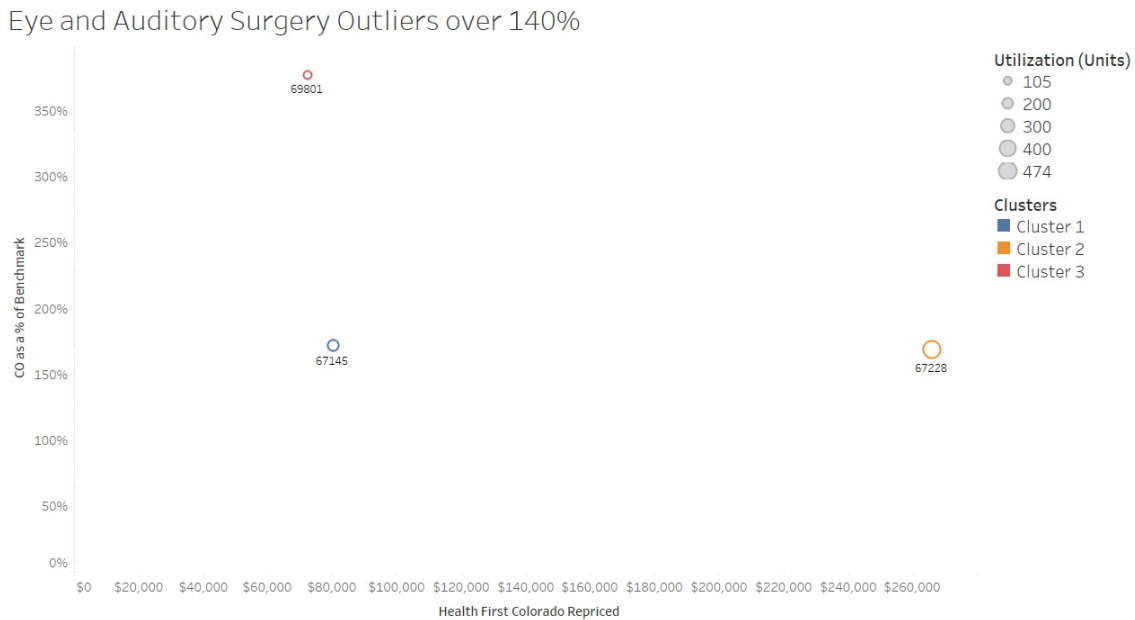 Eye and Auditory Surgery Outliers over 140%
Utilization (Units)
105
200
300
400
474
Clusters
Cluster 1
Cluster 2
Cluster 3
69801
67145
67228
CO as a % of Benchmark
350%
300%
250%
200%
150%
100%
50%
0%
$0 $20,000 $40,000 $60,000 $80,000 $100,000 $120,000 $140,000 $160,000 $180,000 $200,000 $220,000 $240,000 $260,000
Health First Colorado Repriced